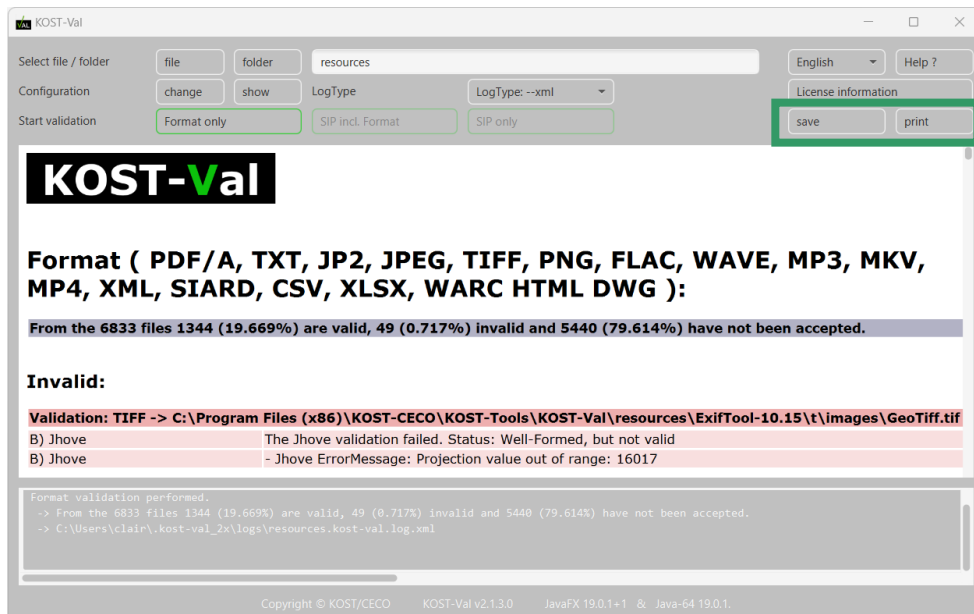 VAL KOST-Val
Select file / folder file folder resources English Help ?
Configuration change show LogType LogType: --xml License information
Start validation Format only SIP incl. Format SIP only save print
KOST-Val
Format ( PDF/A, TXT, JP2, JPEG, TIFF, PNG, FLAC, WAVE, MP3, MKV,
MP4, XML, SIARD, CSV, XLSX, WARC HTML DWG ):
From the 6833 files 1344 (19.669%) are valid, 49 (0.717%) invalid and 5440 (79.614%) have not been accepted.
Invalid:
Validation: TIFF -> C:\Program Files (x86)\KOST-CECO\KOST-Tools\KOST-Val\resources\ExifTool-10.15\t\images\GeoTiff.tif
B) Jhove The Jhove validation failed. Status: Well-Formed, but not valid
B) Jhove - Jhove ErrorMessage: Projection value out of range: 16017
Format validation performed.
-> From the 6833 files 1344 (19.669%) are valid, 49 (0.717%) invalid and 5440 (79.614%) have not been accepted.
-> C:\Users\clair\.kost-val_2x\logs\resources.kost-val.log.xml
Copyright © KOST/CECO KOST-Val v2.1.3.0 JavaFX 19.0.1+1 & Java-64 19.0.1.